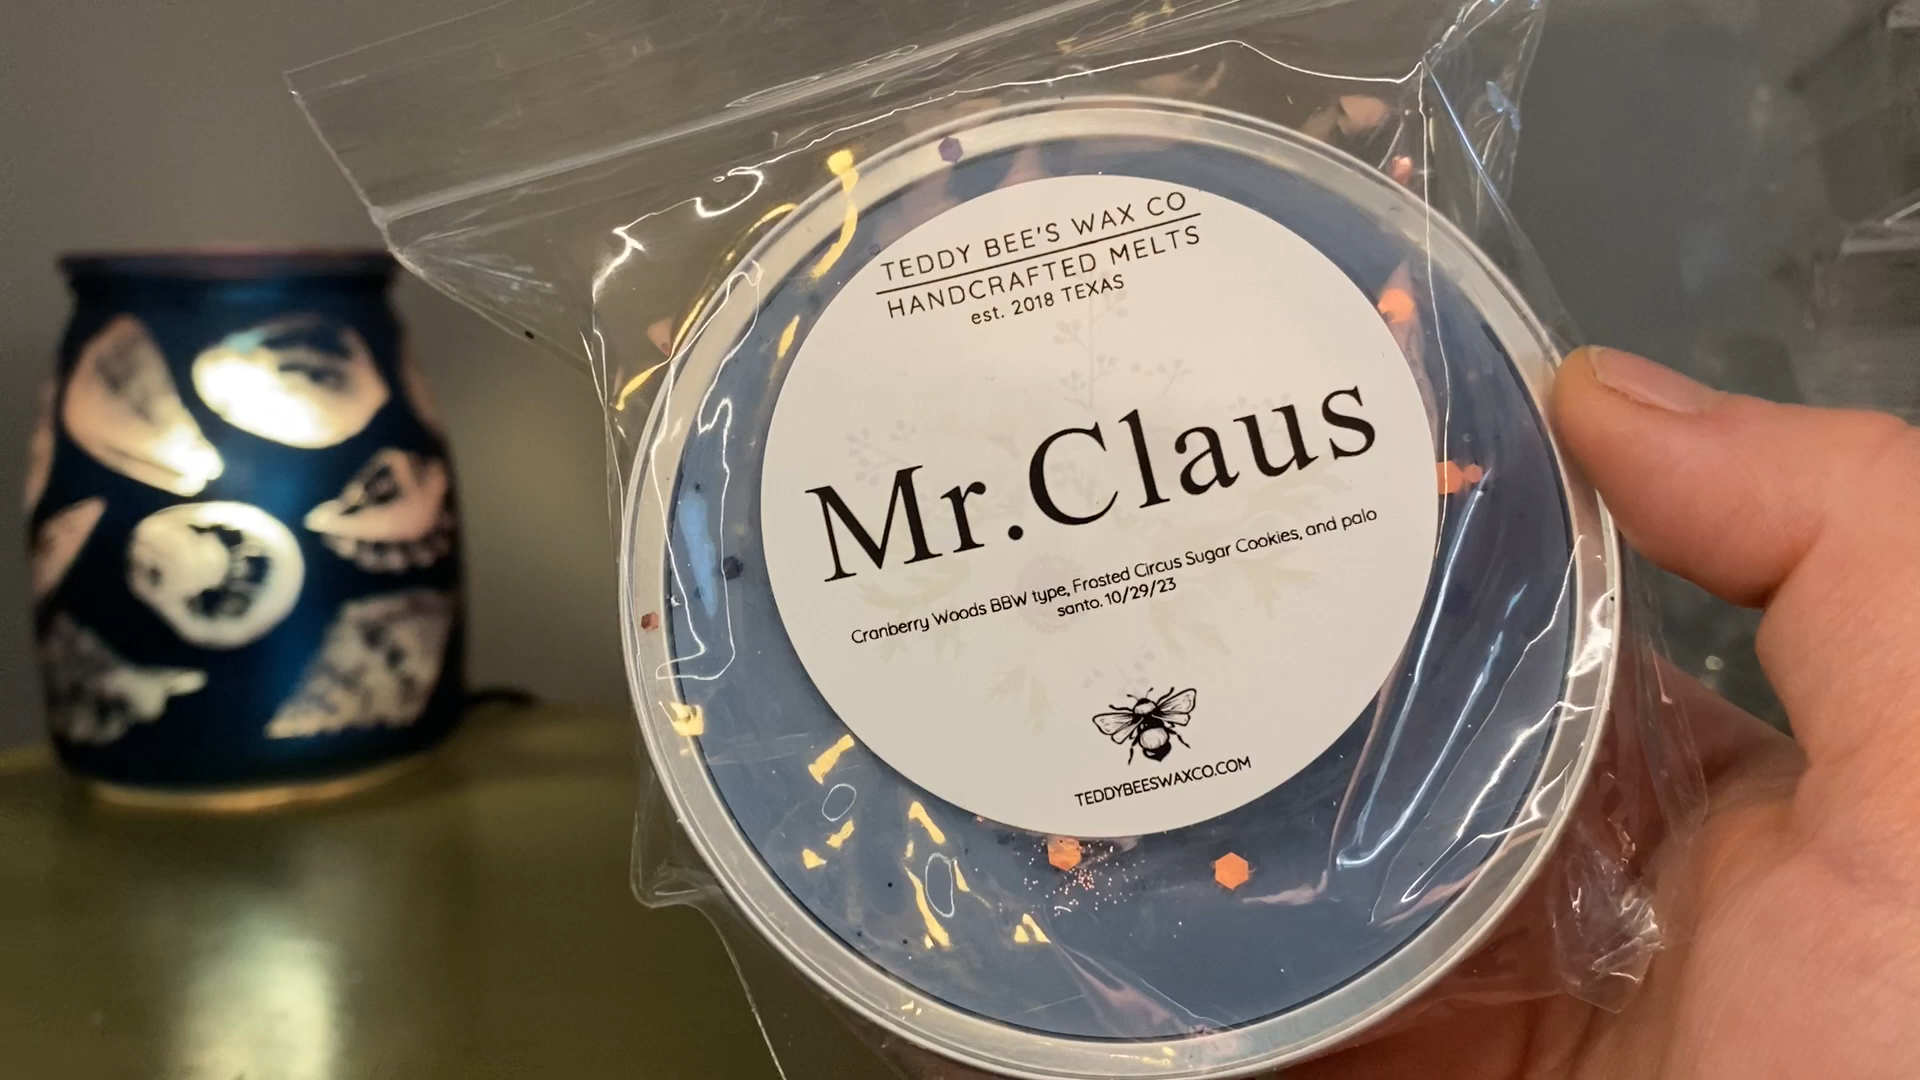 TEDDY BEE'S WAX CO
HANDCRAFTED MELTS
est. 2018 TEXAS
Mr.Claus
Cranberry Woods BBW type, Frosted Circus Sugar Cookies, and palo
santo. 10/29/23
TEDDYBEESWAXCO.COM